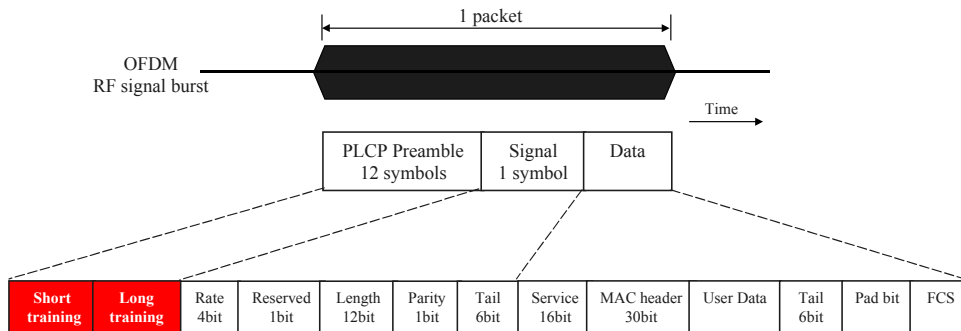 1 packet
OFDM
RF signal burst
Time
PLCP Preamble
12 symbols
Signal
1 symbol
Data
Short
training
Long
training
Rate
4bit
Reserved
1bit
Length
12bit
Parity
1bit
Tail
6bit
Service
16bit
MAC header
30bit
User Data
Tail
6bit
Pad bit
FCS